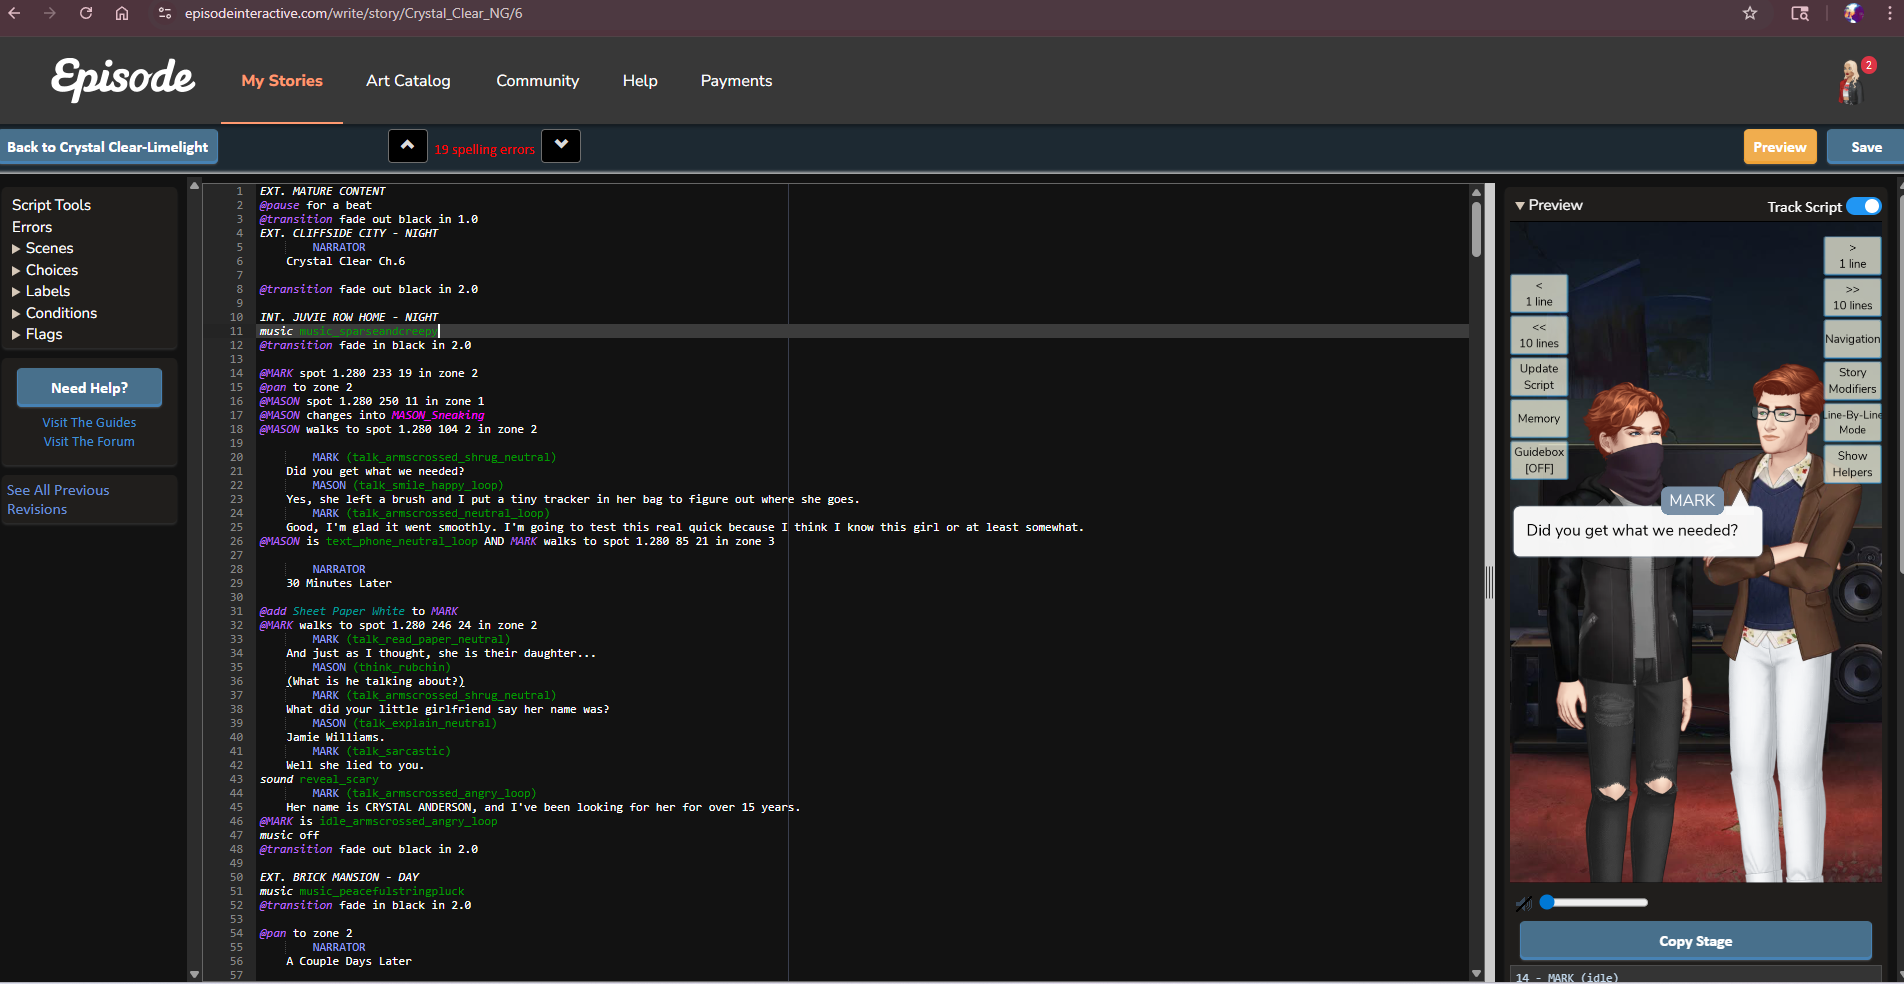 episodeinteractive.com/write/story/Crystal_Clear_NG/6
Episode
My Stories
Art Catalog
Community
Help
Payments
2
Back to Crystal Clear-Limelight
19 spelling errors
Preview
Save
Script Tools
Errors
Scenes
Choices
Labels
Conditions
Flags
Need Help?
Visit The Guides
Visit The Forum
See All Previous
Revisions
1 EXT. MATURE CONTENT
2 @pause for a beat
3 @transition fade out black in 1.0
4 EXT. CLIFFSIDE CITY - NIGHT
5 NARRATOR
6 Crystal Clear Ch.6
7
8 @transition fade out black in 2.0
9
10 INT. JUVIE ROW HOME - NIGHT
11 music music_sparseandcreepy
12 @transition fade in black in 2.0
13
14 @MARK spot 1.280 233 19 in zone 2
15 @pan to zone 2
16 @MASON spot 1.280 250 11 in zone 1
17 @MASON changes into MASON_Sneaking
18 @MASON walks to spot 1.280 104 2 in zone 2
19
20 MARK (talk_armscrossed_shrug_neutral)
21 Did you get what we needed?
22 MASON (talk_smile_happy_loop)
23 Yes, she left a brush and I put a tiny tracker in her bag to figure out where she goes.
24 MARK (talk_armscrossed_neutral_loop)
25 Good, I'm glad it went smoothly. I'm going to test this real quick because I think I know this girl or at least somewhat.
26 @MASON is text_phone_neutral_loop AND MARK walks to spot 1.280 85 21 in zone 3
27
28 NARRATOR
29 30 Minutes Later
30
31 @add Sheet Paper White to MARK
32 @MARK walks to spot 1.280 246 24 in zone 2
33 MARK (talk_read_paper_neutral)
34 And just as I thought, she is their daughter...
35 MASON (think_rubchin)
36 (What is he talking about?)
37 MARK (talk_armscrossed_shrug_neutral)
38 What did your little girlfriend say her name was?
39 MASON (talk_explain_neutral)
40 Jamie Williams.
41 MARK (talk_sarcastic)
42 Well she lied to you.
43 sound reveal_scary
44 MARK (talk_armscrossed_angry_loop)
45 Her name is CRYSTAL ANDERSON, and I've been looking for her for over 15 years.
46 @MARK is idle_armscrossed_angry_loop
47 music off
48 @transition fade out black in 2.0
49
50 EXT. BRICK MANSION - DAY
51 music music_peacefulstringpluck
52 @transition fade in black in 2.0
53
54 @pan to zone 2
55 NARRATOR
56 A Couple Days Later
57
Preview
Track Script
<
1 line
<<
10 lines
Update
Script
Memory
Guidebox
[OFF]
>
1 line
>>
10 lines
Navigation
Story
Modifiers
Line-By-Line
Mode
Show
Helpers
MARK
Did you get what we needed?
Copy Stage
14 - MARK (idle)